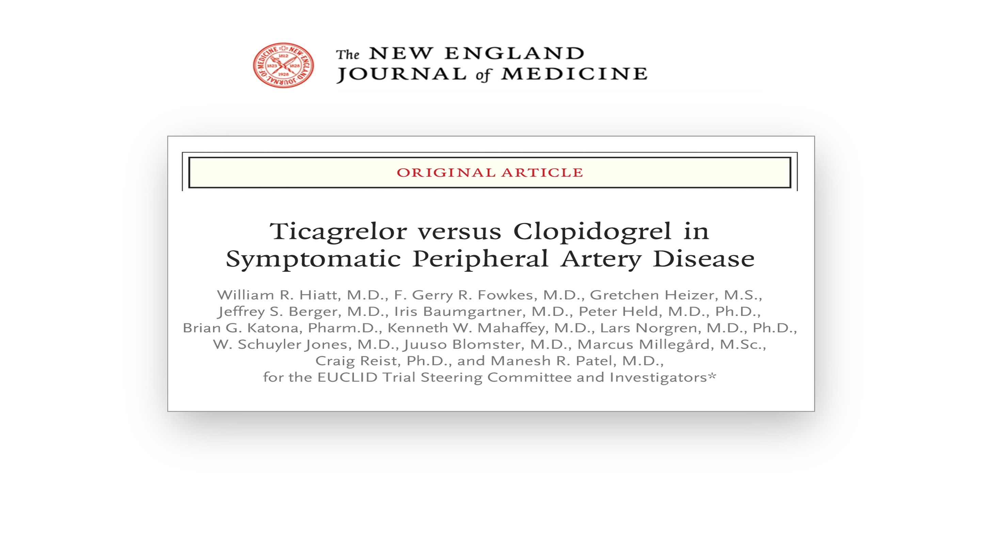 NEW ENGLAND JOURNAL OF MEDICINE
1812
1823 1828
1928
The NEW ENGLAND
JOURNAL of MEDICINE
ORIGINAL ARTICLE
Ticagrelor versus Clopidogrel in
Symptomatic Peripheral Artery Disease
William R. Hiatt, M.D., F. Gerry R. Fowkes, M.D., Gretchen Heizer, M.S.,
Jeffrey S. Berger, M.D., Iris Baumgartner, M.D., Peter Held, M.D., Ph.D.,
Brian G. Katona, Pharm.D., Kenneth W. Mahaffey, M.D., Lars Norgren, M.D., Ph.D.,
W. Schuyler Jones, M.D., Juuso Blomster, M.D., Marcus Millegård, M.Sc.,
Craig Reist, Ph.D., and Manesh R. Patel, M.D.,
for the EUCLID Trial Steering Committee and Investigators*